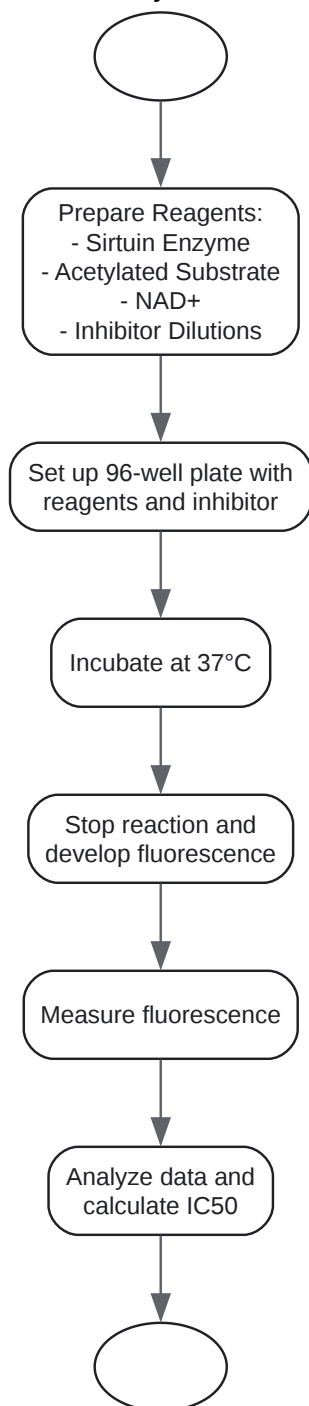 Prepare Reagents:
- Sirtuin Enzyme
- Acetylated Substrate
- NAD+
- Inhibitor Dilutions
Set up 96-well plate with
reagents and inhibitor
Incubate at 37°C
Stop reaction and
develop fluorescence
Measure fluorescence
Analyze data and
calculate IC50